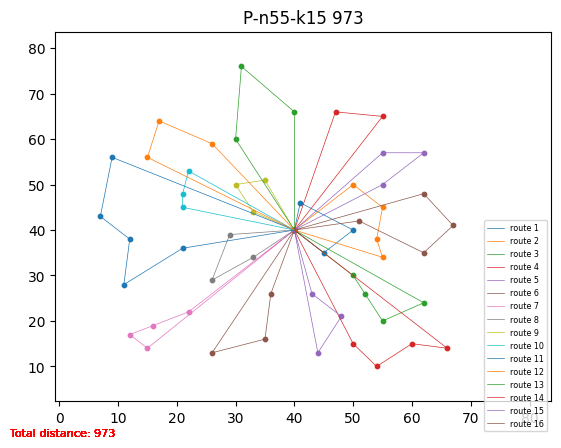 P-n55-k15 973
80
70
60
50
40
30
20
10
0 10 20 30 40 50 60 70 80
route 1
route 2
route 3
route 4
route 5
route 6
route 7
route 8
route 9
route 10
route 11
route 12
route 13
route 14
route 15
route 16
Total distance: 973